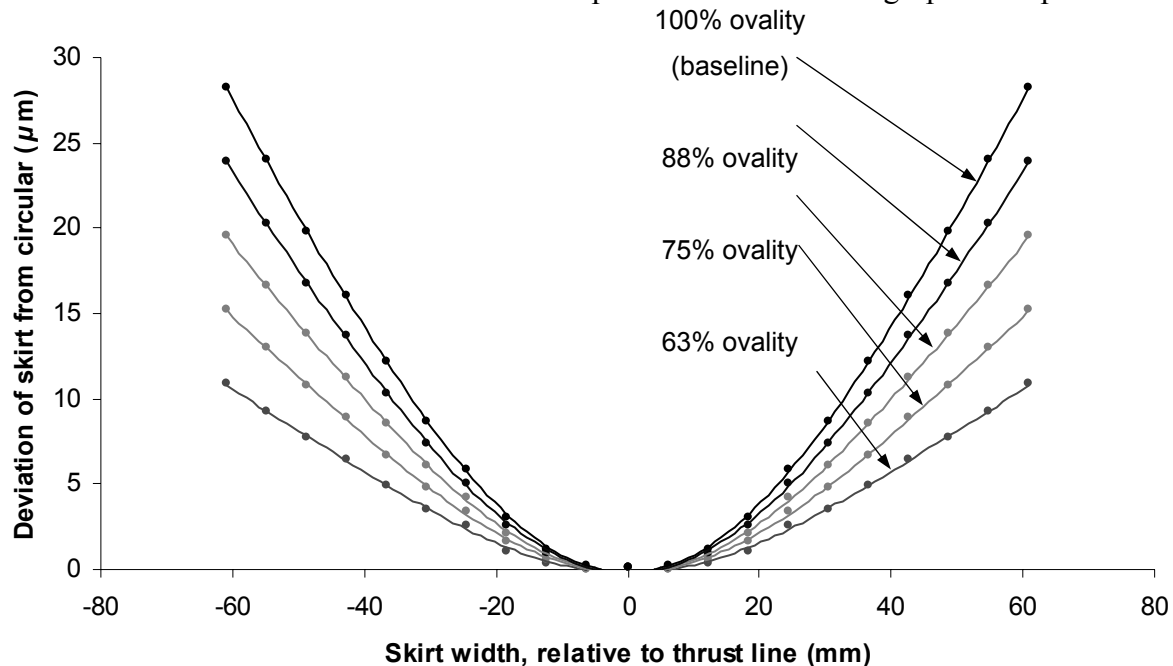 100% ovality
(baseline)
88% ovality
75% ovality
63% ovality
30
25
20
15
10
5
0
-80
-60
-40
-20
0
20
40
60
80
Deviation of skirt from circular (µm)
Skirt width, relative to thrust line (mm)